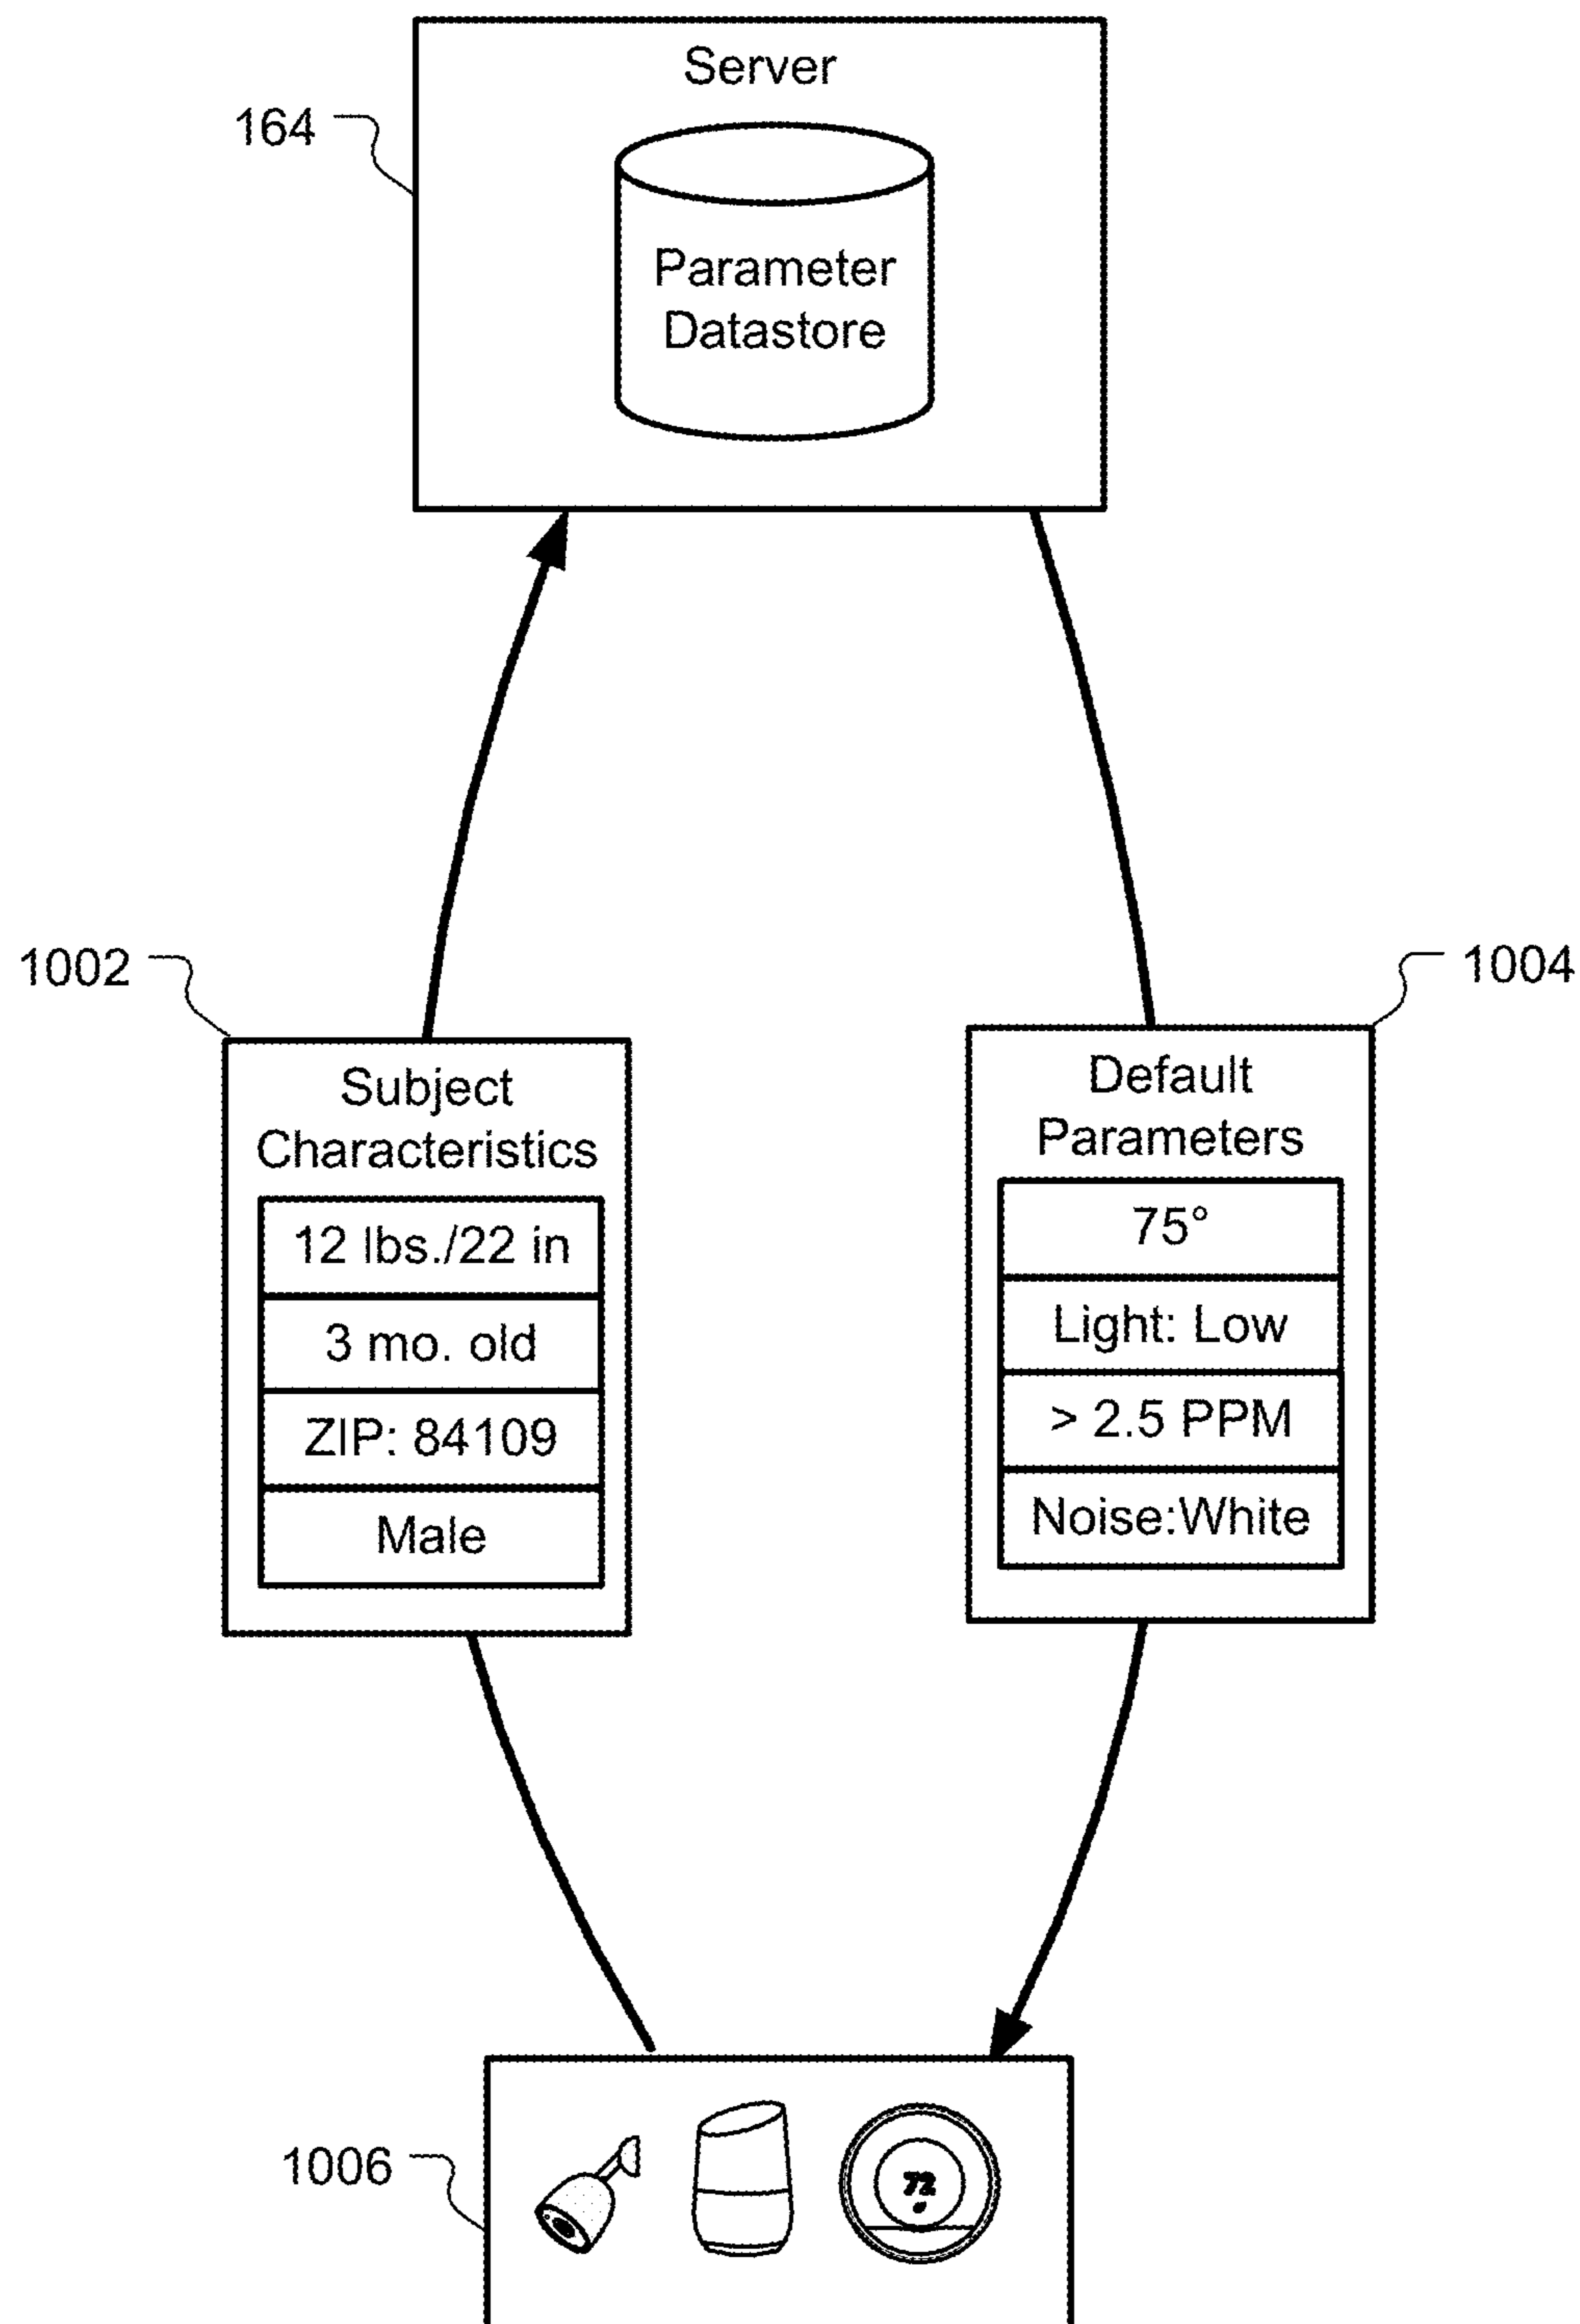 Server
164
Parameter
Datastore
1002
1004
Subject
Characteristics
12 lbs./22 in
3 mo. old
ZIP: 84109
Male
Default
Parameters
75°
Light: Low
> 2.5 PPM
Noise:White
1006
72